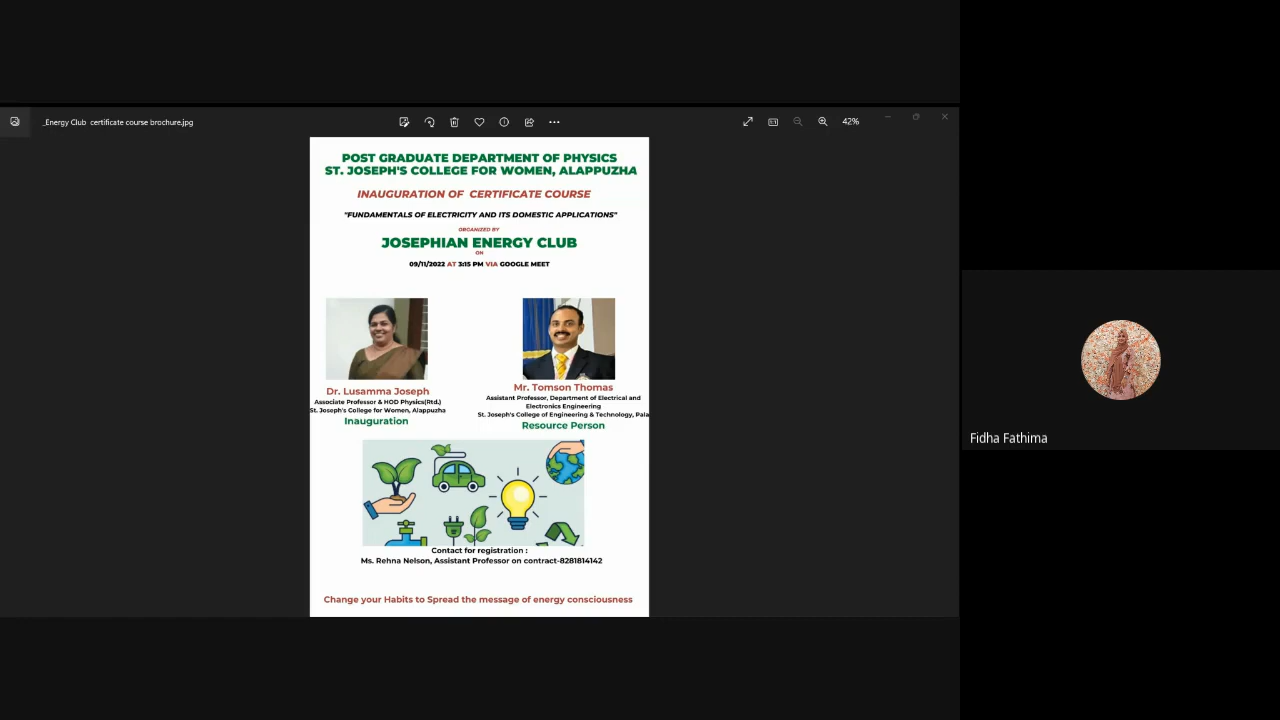 _Energy Club certificate course brochure.jpg
42%
POST GRADUATE DEPARTMENT OF PHYSICS
ST. JOSEPH'S COLLEGE FOR WOMEN, ALAPPUZHA
INAUGURATION OF CERTIFICATE COURSE
"FUNDAMENTALS OF ELECTRICITY AND ITS DOMESTIC APPLICATIONS"
ORGANIZED BY
JOSEPHIAN ENERGY CLUB
ON
09/11/2022 AT 3:15 PM VIA GOOGLE MEET
Dr. Lusamma Joseph
Associate Professor & HOD Physics(Rtd.)
St. Joseph's College for Women, Alappuzha
Inauguration
Mr. Tomson Thomas
Assistant Professor, Department of Electrical and
Electronics Engineering
St. Joseph's College of Engineering & Technology, Pala
Resource Person
Contact for registration :
Ms. Rehna Nelson, Assistant Professor on contract-8281814142
Change your Habits to Spread the message of energy consciousness
Fidha Fathima